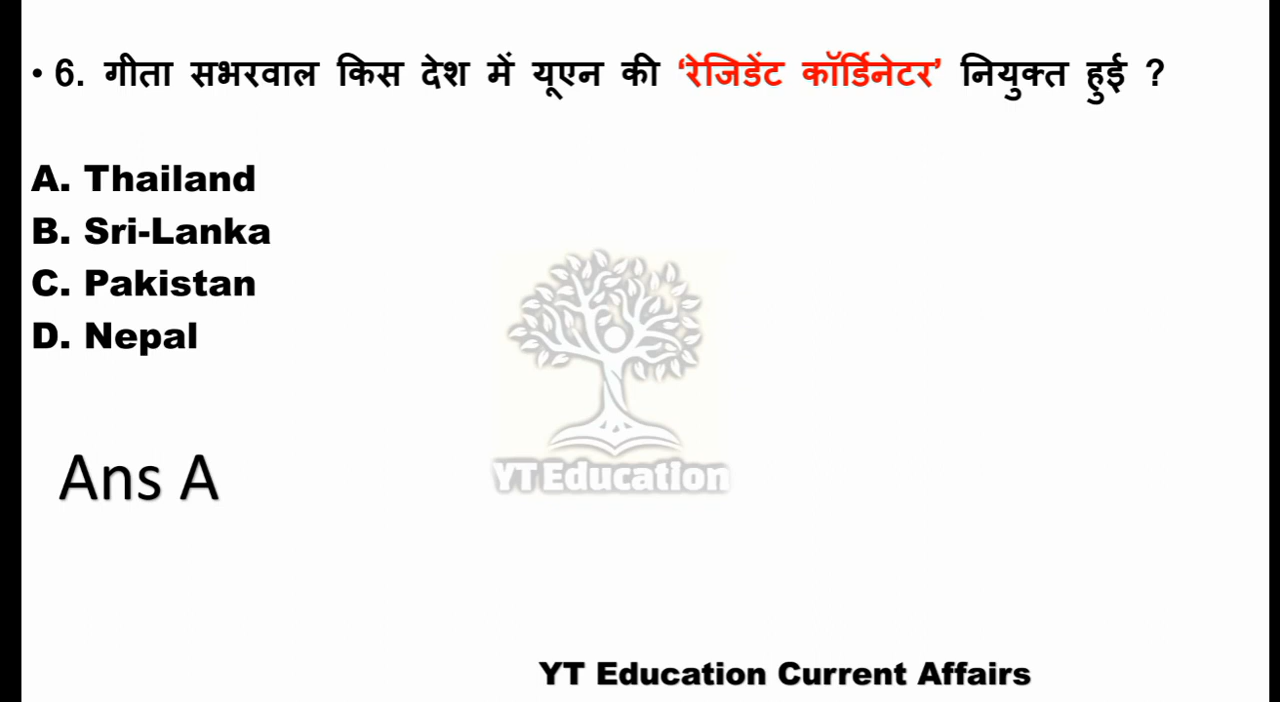 • 6. गीता सभरवाल किस देश में यूएन की ‘रेजिडेंट कॉर्डिनेटर’ नियुक्त हुई ?
A. Thailand
B. Sri-Lanka
C. Pakistan
D. Nepal
YT Education
Ans A
YT Education Current Affairs